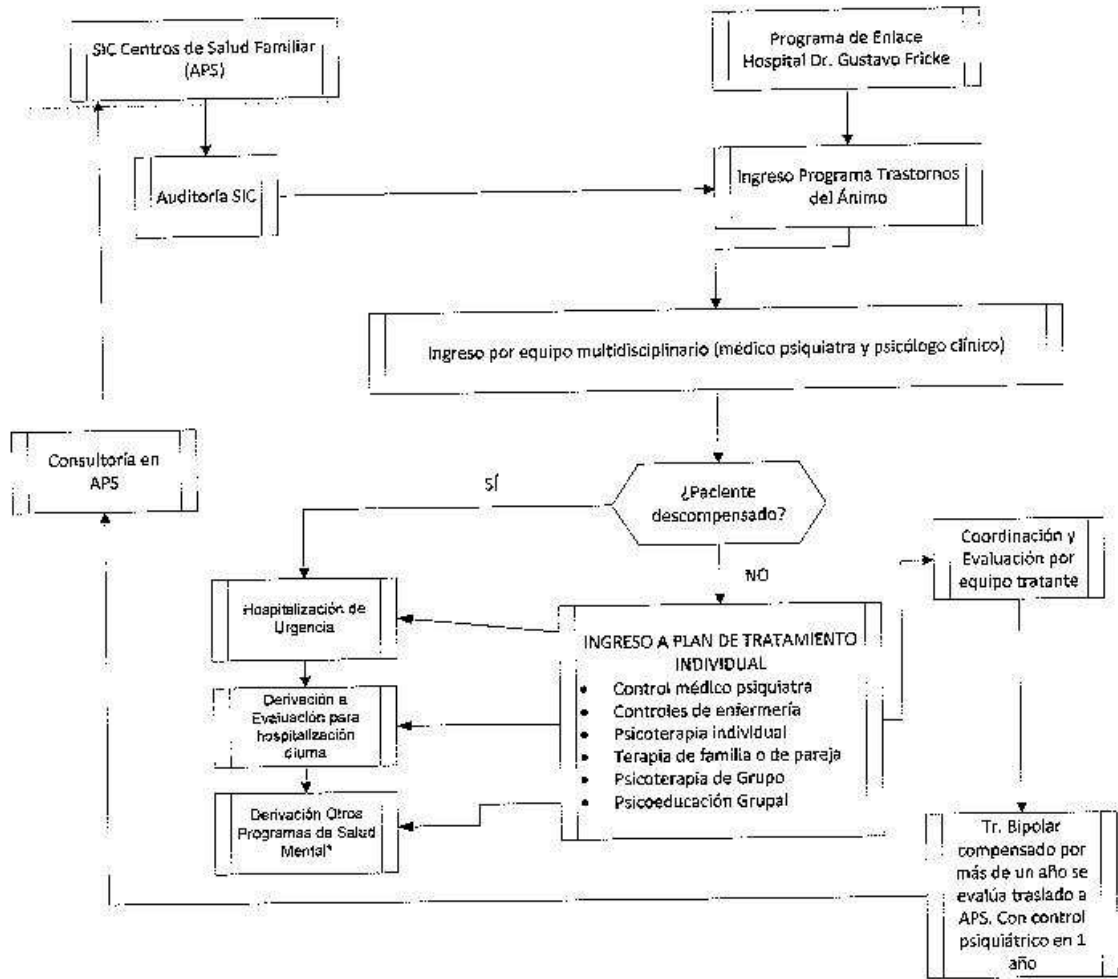 SIC Centros de Salud Familiar
(APS)
Programa de Enlace
Hospital Dr. Gustavo Fricke
Auditoría SIC
Ingreso Programa Trastornos
del Ánimo
Ingreso por equipo multidisciplinario (médico psiquiatra y psicólogo clínico)
Consultoría en
APS
SÍ
¿Paciente
descompensado?
NO
Coordinación y
Evaluación por
equipo tratante
Hospitalización de
Urgencia
INGRESO A PLAN DE TRATAMIENTO
INDIVIDUAL
• Control médico psiquiatra
• Controles de enfermería
• Psicoterapia individual
• Terapia de familia o de pareja
• Psicoterapia de Grupo
• Psicoeducación Grupal
Derivación a
Evaluación para
hospitalización
diurna
Derivación Otros
Programas de Salud
Mental*
Tr. Bipolar
compensado por
más de un año se
evalúa traslado a
APS. Con control
psiquiátrico en 1
año